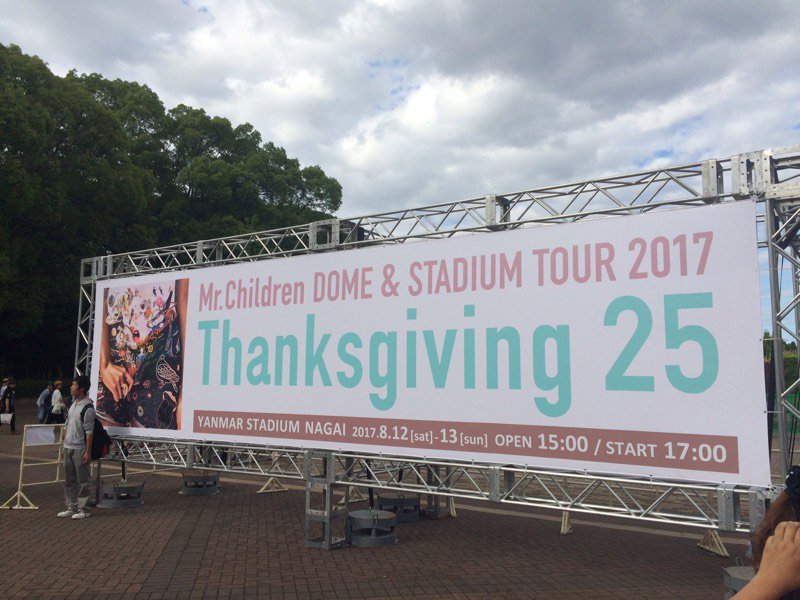 Mr.Children DOME & STADIUM TOUR 2017
Thanksgiving 25
YANMAR STADIUM NAGAI 2017.8.12[sat]-13[sun] OPEN 15:00 / START 17:00